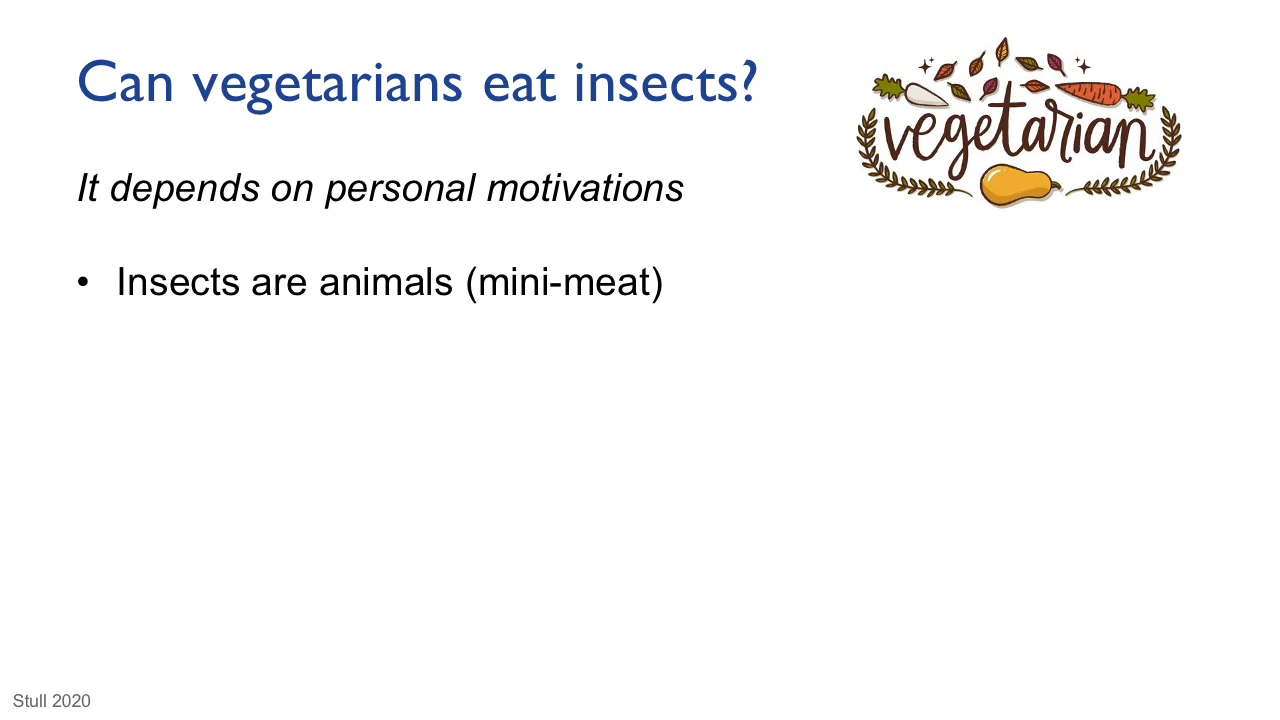 Can vegetarians eat insects?
vegetarian
It depends on personal motivations
• Insects are animals (mini-meat)
Stull 2020